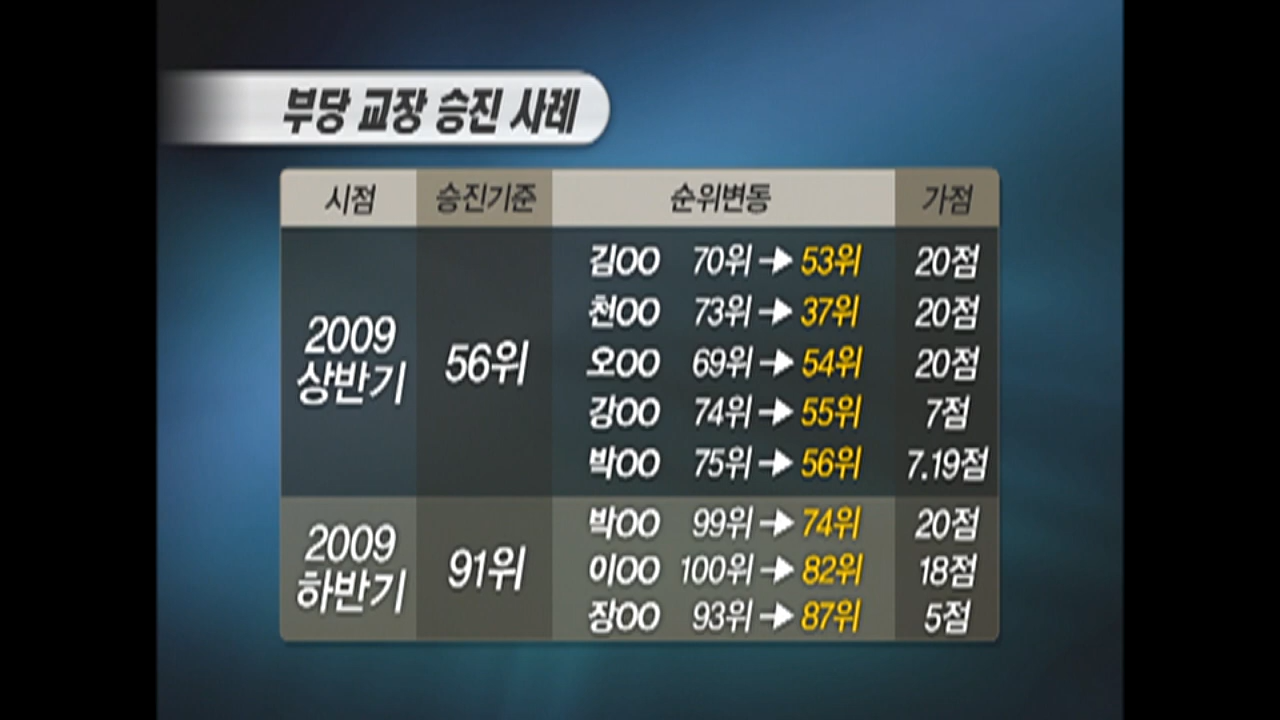 부당 교장 승진 사례
시점 승진기준 순위변동 가점
2009 상반기 56위
김OO 70위→53위 20점
천OO 73위→37위 20점
오OO 69위→54위 20점
강OO 74위→55위 7점
박OO 75위→56위 7.19점
2009 하반기 91위
박OO 99위→74위 20점
이OO 100위→82위 18점
장OO 93위→87위 5점